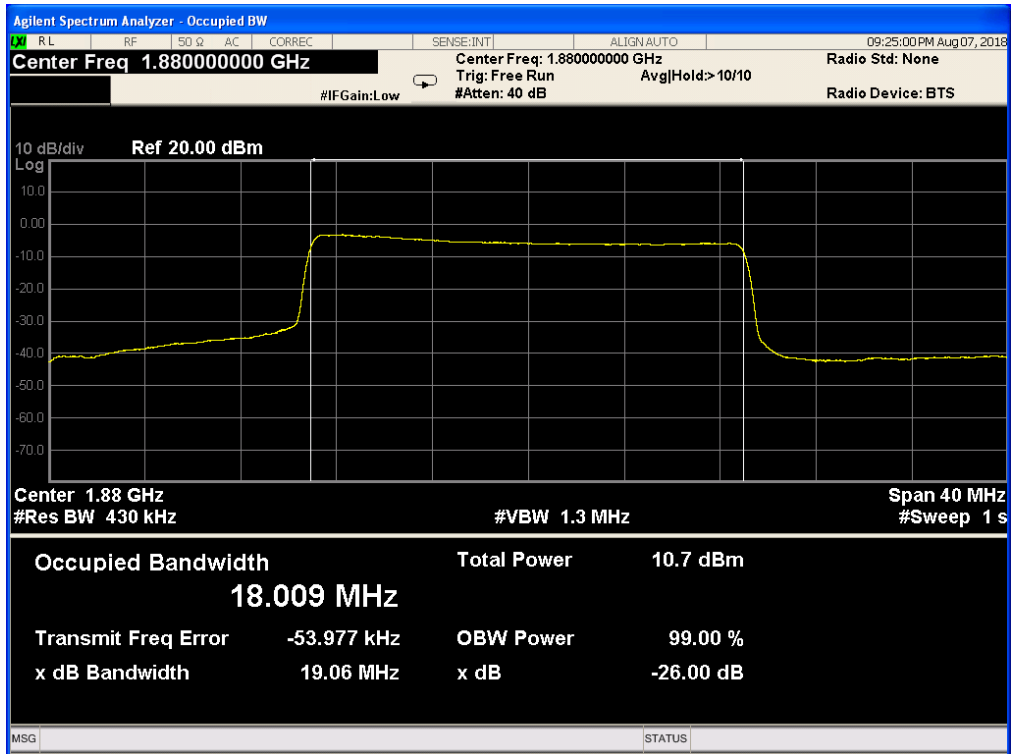 Agilent Spectrum Analyzer - Occupied BW
LXI RL RF 50 Ω AC CORREC SENSE:INT ALIGN AUTO 09:25:00 PM Aug 07, 2018
Center Freq 1.880000000 GHz Center Freq: 1.880000000 GHz Radio Std: None
Trig: Free Run Avg|Hold:>10/10
#IFGain:Low #Atten: 40 dB Radio Device: BTS
10 dB/div Ref 20.00 dBm
Log
10.0
0.00
-10.0
-20.0
-30.0
-40.0
-50.0
-60.0
-70.0
Center 1.88 GHz Span 40 MHz
#Res BW 430 kHz #VBW 1.3 MHz #Sweep 1 s
Occupied Bandwidth Total Power 10.7 dBm
18.009 MHz
Transmit Freq Error -53.977 kHz OBW Power 99.00 %
x dB Bandwidth 19.06 MHz x dB -26.00 dB
MSG STATUS